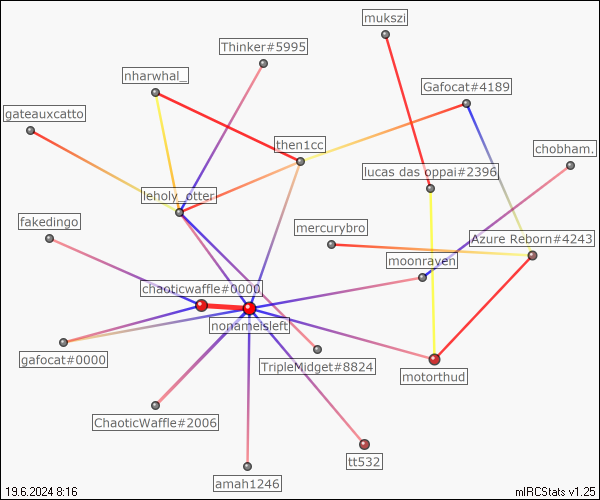 mukszi
Thinker#5995
nharwhal_
Gafocat#4189
gateauxcatto
then1cc
chobham.
lucas das oppai#2396
leholy_otter
fakedingo
mercurybro
Azure Reborn#4243
moonraven
chaoticwaffle#0000
nonameisleft
gafocat#0000
TripleMidget#8824
motorthud
ChaoticWaffle#2006
tt532
amah1246
19.6.2024 8:16
mIRCStats v1.25